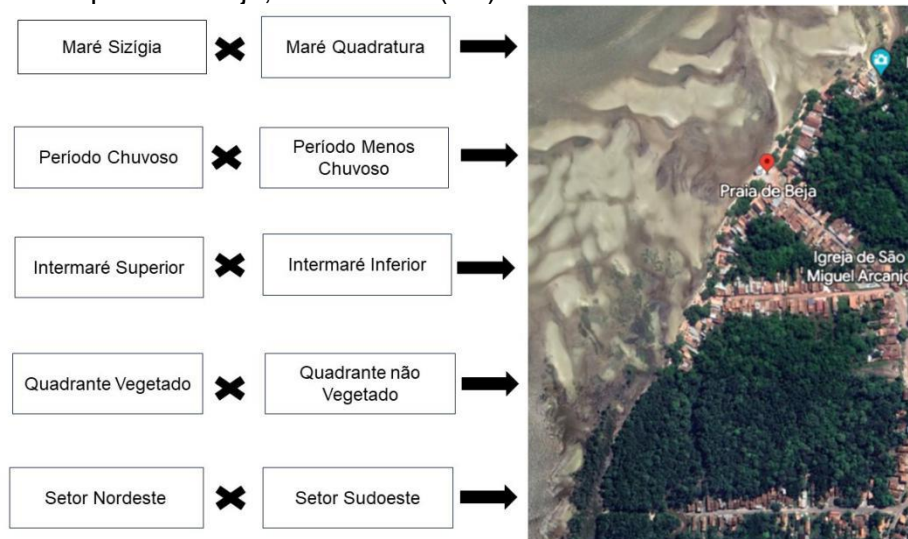 Maré Sizígia
Maré Quadratura
Período Chuvoso
Período Menos
Chuvoso
Intermaré Superior
Intermaré Inferior
Quadrante Vegetado
Quadrante não
Vegetado
Setor Nordeste
Setor Sudoeste
Praia de Beja
Igreja de São
Miguel Arcanjo